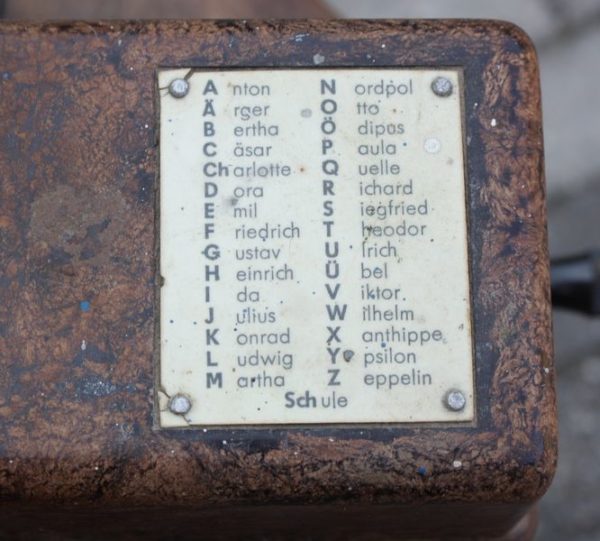 Anton
Ärger
Bertha
Cäsar
Charlotte
Dora
Emil
Friedrich
Gustav
Heinrich
Ida
Julius
Konrad
Ludwig
Martha
Nordpol
Otto
Ödipus
Paula
Quelle
Richard
Siegfried
Theodor
Ulrich
Übel
Viktor
Wilhelm
Xanthippe
Ypsilon
Zeppelin
Schule